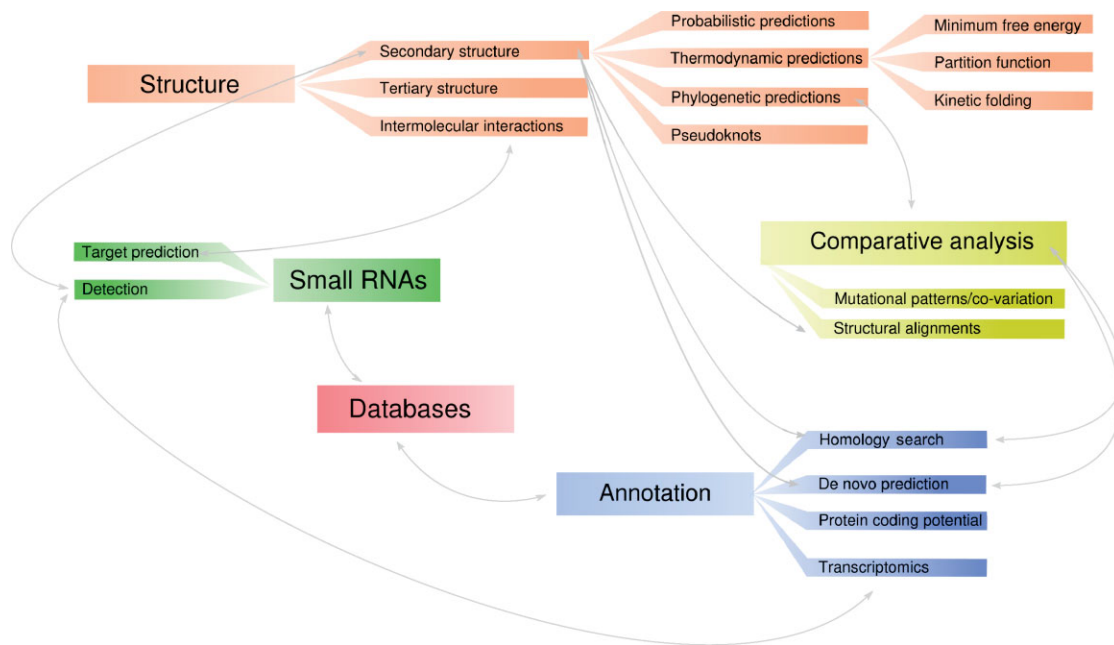 Structure
Secondary structure
Tertiary structure
Intermolecular interactions
Probabilistic predictions
Thermodynamic predictions
Phylogenetic predictions
Pseudoknots
Minimum free energy
Partition function
Kinetic folding
Target prediction
Detection
Small RNAs
Comparative analysis
Mutational patterns/co-variation
Structural alignments
Databases
Annotation
Homology search
De novo prediction
Protein coding potential
Transcriptomics